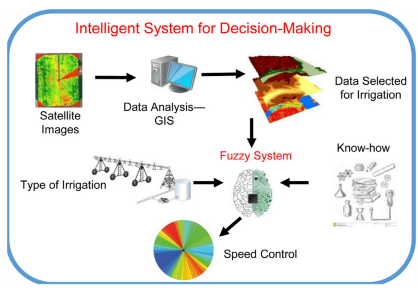 Intelligent System for Decision-Making
Satellite
Images
Data Analysis—
GIS
Data Selected
for Irrigation
Fuzzy System
Know-how
Type of Irrigation
Speed Control